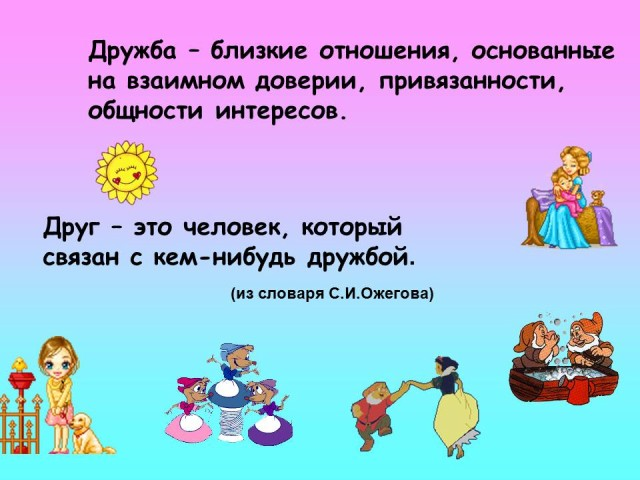 Дружба – близкие отношения, основанные
на взаимном доверии, привязанности,
общности интересов.
Друг – это человек, который
связан с кем-нибудь дружбой.
(из словаря С.И.Ожегова)